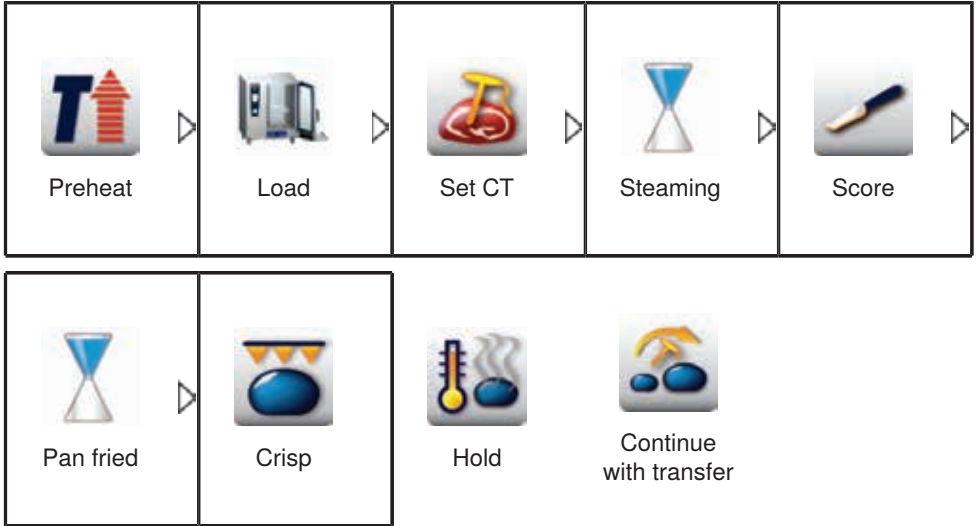 Preheat
Load
Set CT
Steaming
Score
Pan fried
Crisp
Hold
Continue
with transfer